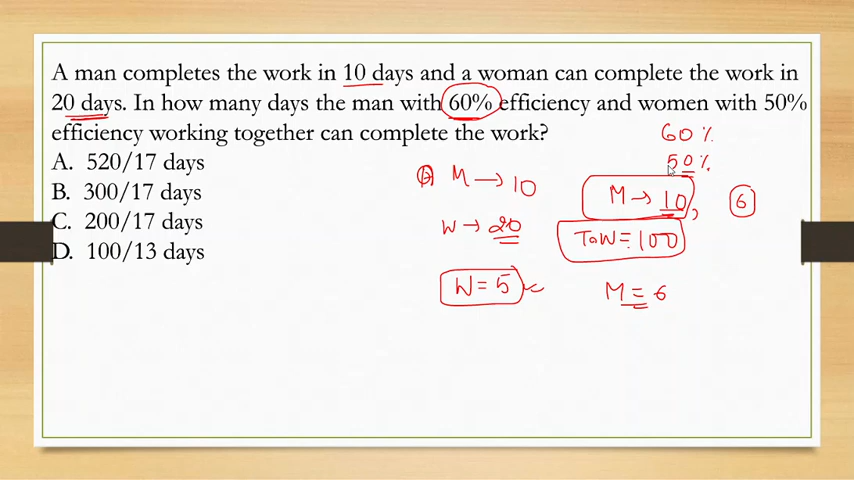 A man completes the work in 10 days and a woman can complete the work in
20 days. In how many days the man with 60% efficiency and women with 50%
efficiency working together can complete the work?
60 %
50 %
A. 520/17 days
B. 300/17 days
C. 200/17 days
D. 100/13 days
M → 10
M → 10, 6
W → 20
ToW = 100
W = 5
M = 6